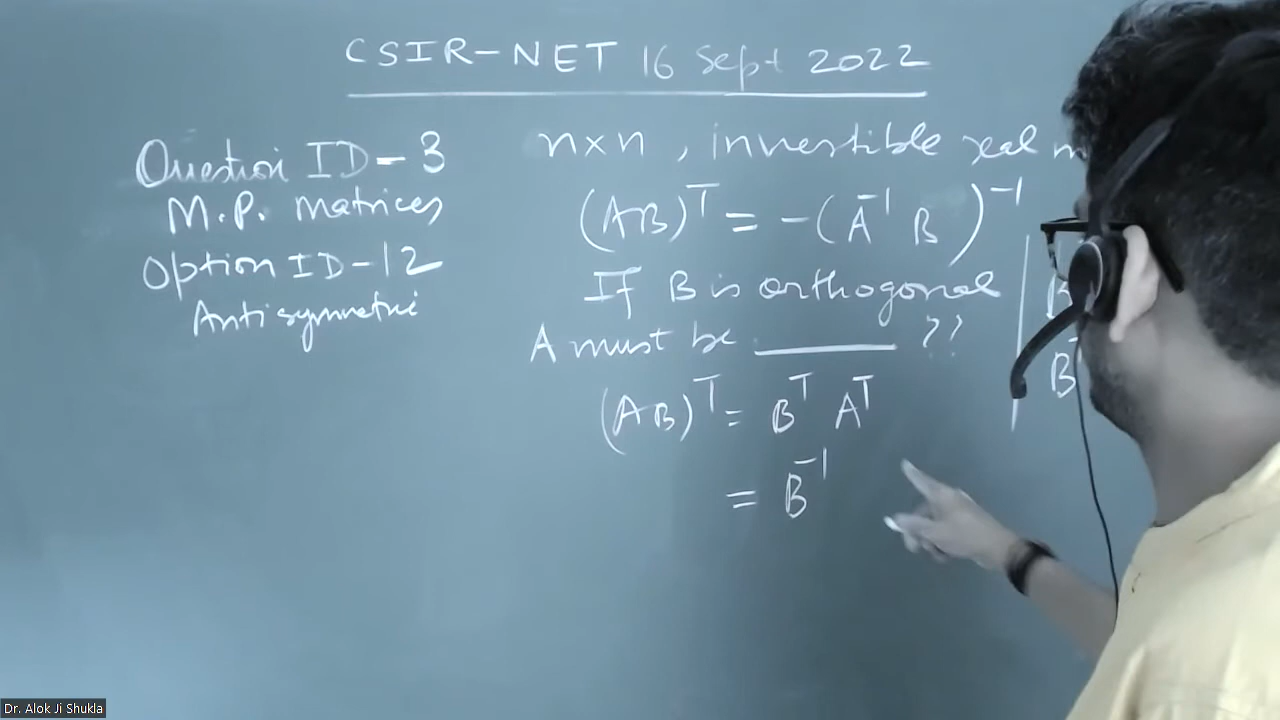 CSIR-NET 16 Sept 2022
Question ID-3
M.P. Matrices
Option ID-12
Antisymmetric
n×n , invertible real
(AB)ᵀ = -(A⁻¹ B)⁻¹
If B is orthogonal
A must be ______ ??
(AB)ᵀ = Bᵀ Aᵀ
= B⁻¹
B
B
Dr. Alok Ji Shukla